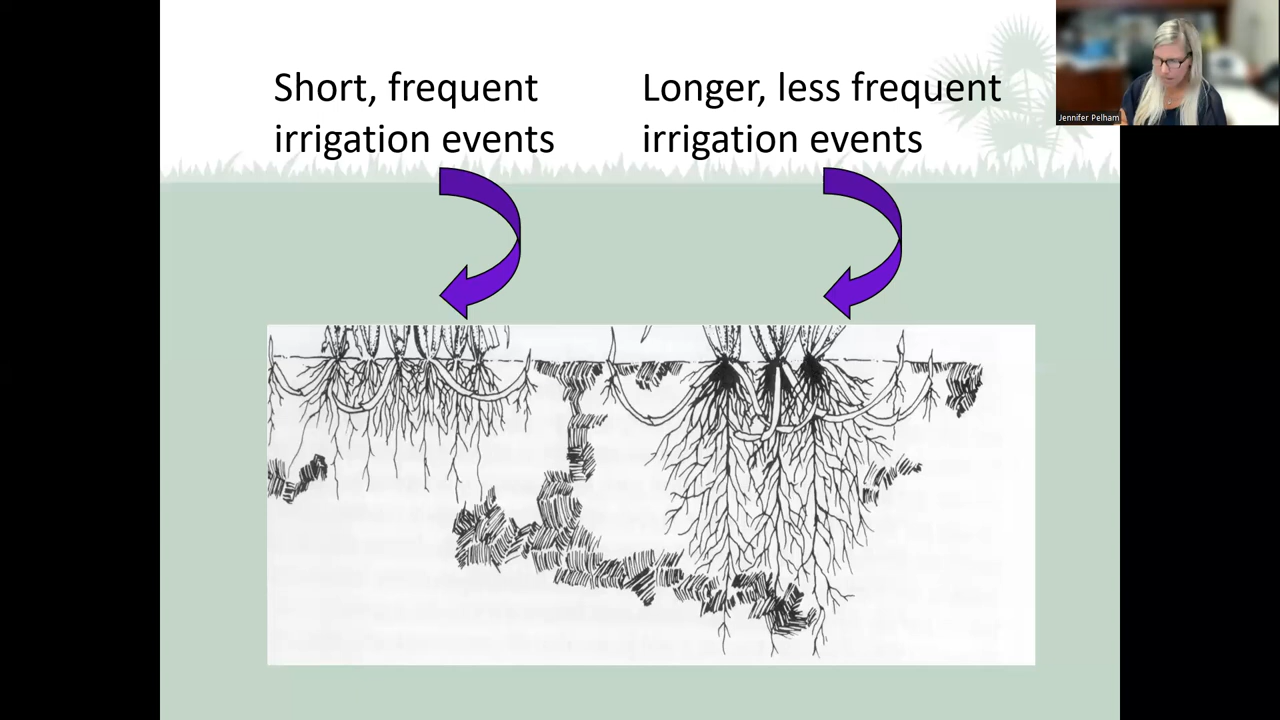 Short, frequent
irrigation events
Longer, less frequent
irrigation events
Jennifer Pelham